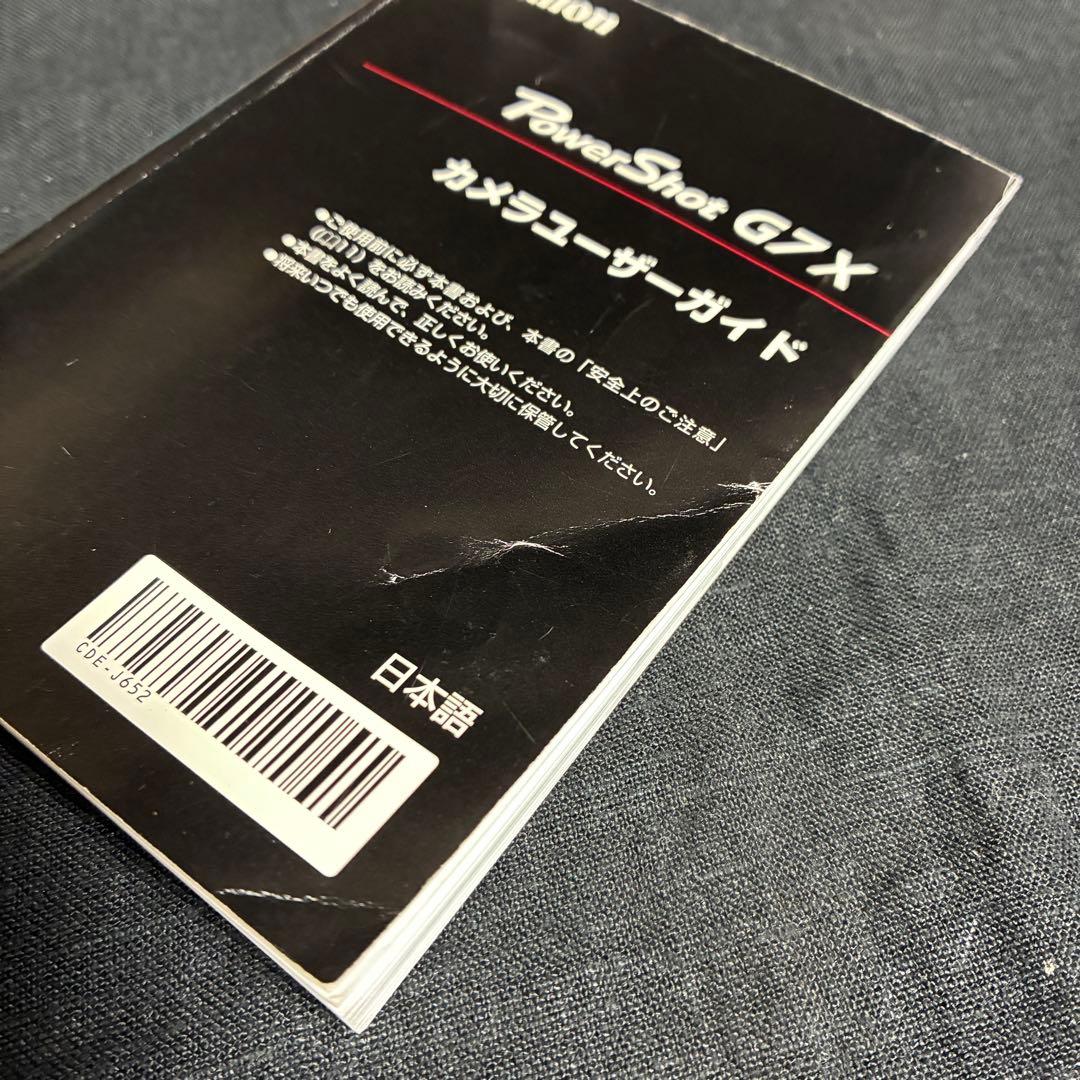 Canon
PowerShot G7 X
カメラユーザーガイド
●ご使用前に必ず本書および、本書の「安全上のご注意」
(□11)をお読みください。
●本書をよく読んで、正しくお使いください。
●将来いつでも使用できるように大切に保管してください。
日本語
CDE-J652